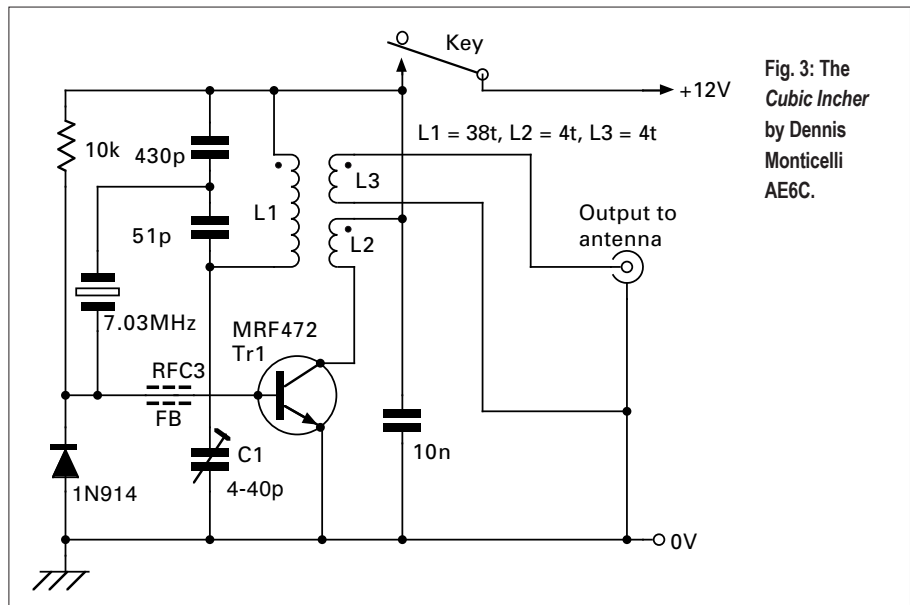 Key
+12V
Fig. 3: The
Cubic Incher
by Dennis
Monticelli
AE6C.
L1 = 38t, L2 = 4t, L3 = 4t
10k
430p
L3
L1
Output to
antenna
51p
L2
7.03MHz
MRF472
Tr1
RFC3
FB
C1
4-40p
10n
1N914
0V